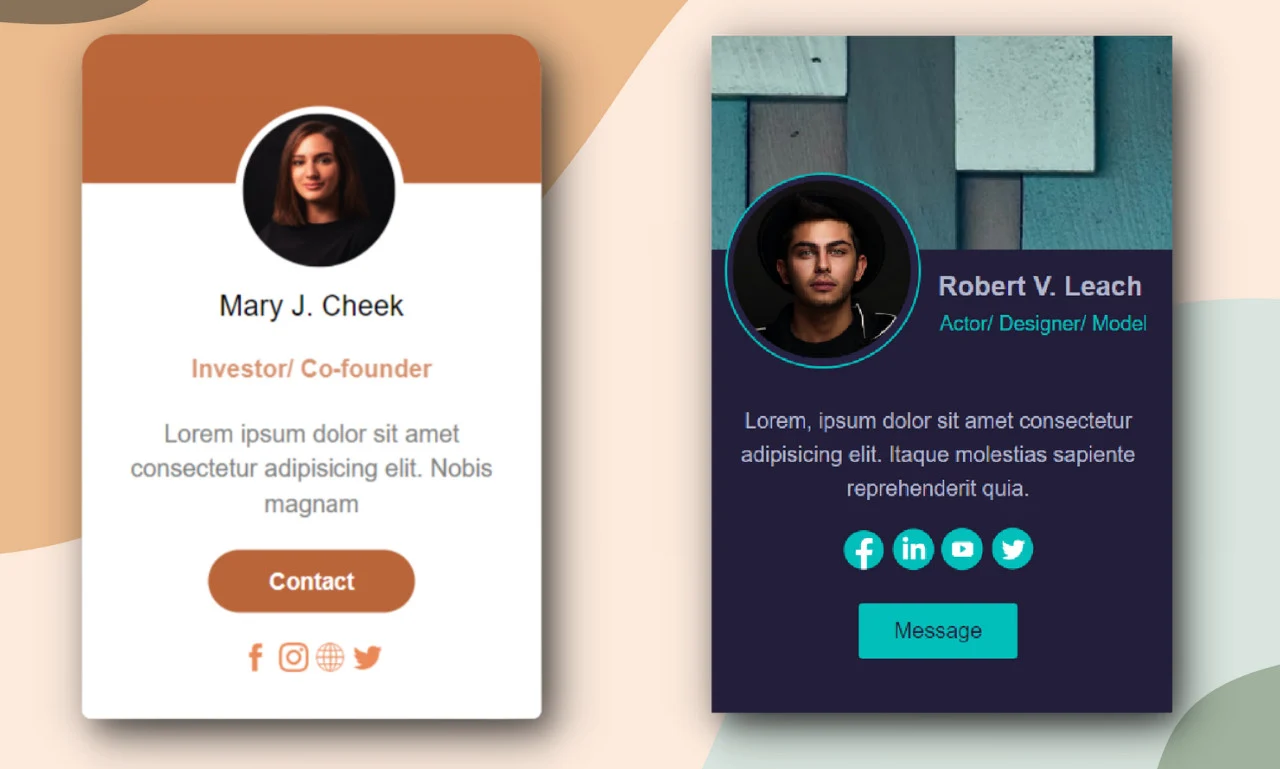 Mary J. Cheek
Investor/ Co-founder
Lorem ipsum dolor sit amet
consectetur adipisicing elit. Nobis
magnam
Contact
Robert V. Leach
Actor/ Designer/ Model
Lorem, ipsum dolor sit amet consectetur
adipisicing elit. Itaque molestias sapiente
reprehenderit quia.
Message